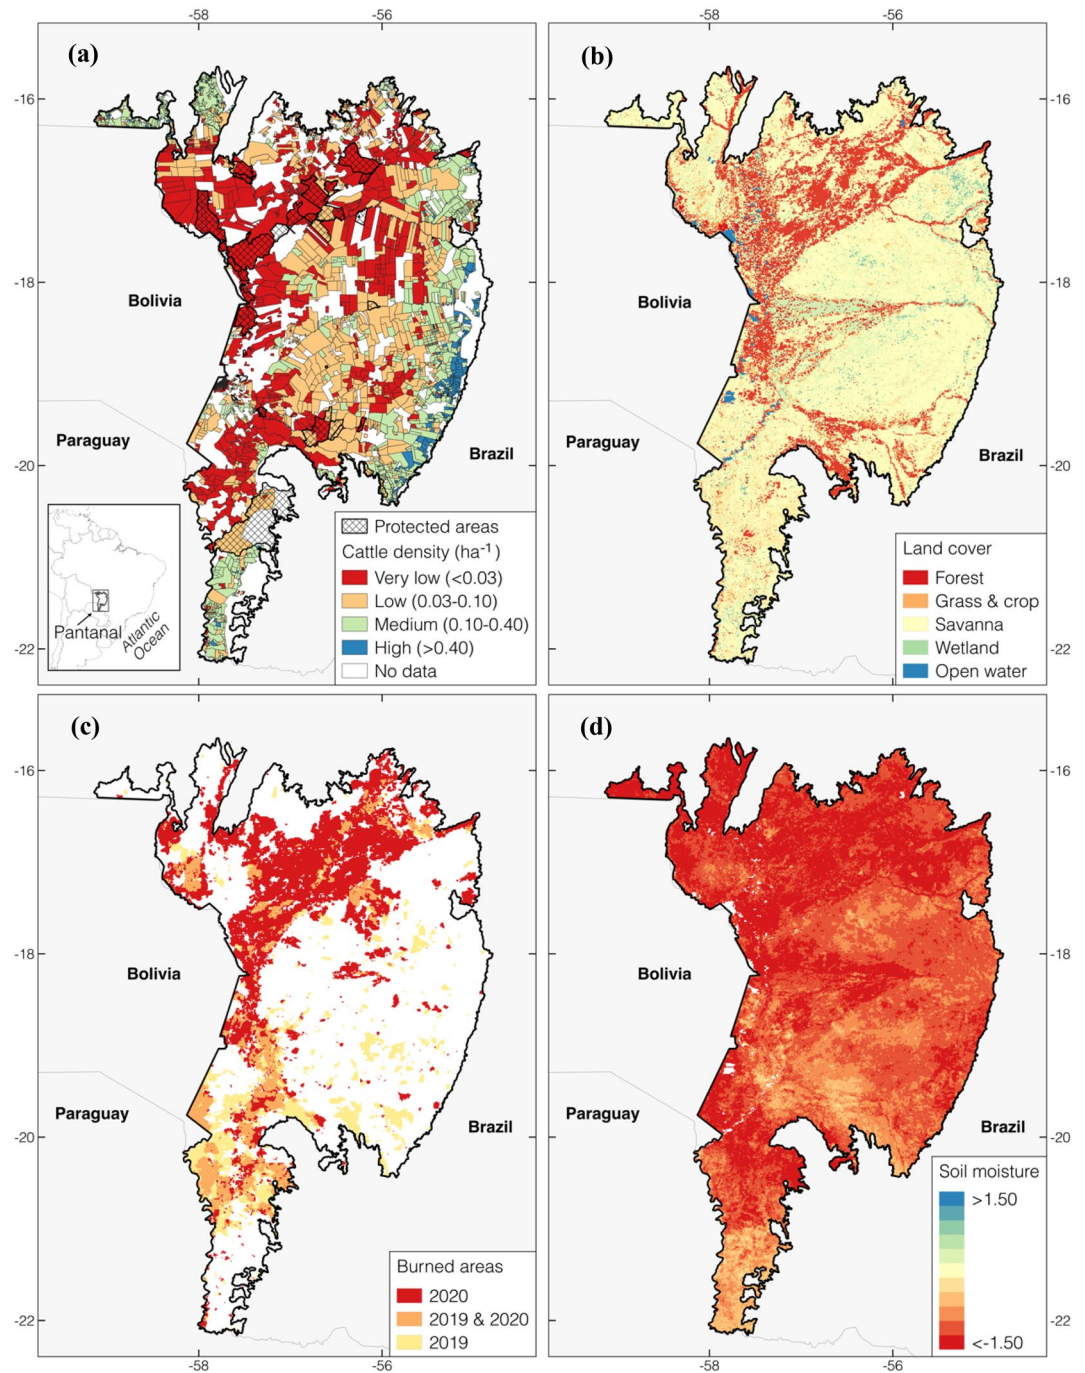 -58
-56
-58
-56
(a)
(b)
-16
-16
Bolivia
Bolivia
-18
-18
Paraguay
Brazil
Paraguay
Brazil
-20
-20
Pantanal
Atlantic
Ocean
Protected areas
Cattle density (ha⁻¹)
Very low (<0.03)
Low (0.03-0.10)
Medium (0.10-0.40)
High (>0.40)
No data
Land cover
Forest
Grass & crop
Savanna
Wetland
Open water
-22
-22
(c)
(d)
-16
-16
Bolivia
Bolivia
-18
-18
Paraguay
Brazil
Paraguay
Brazil
-20
-20
Burned areas
2020
2019 & 2020
2019
Soil moisture
>1.50
<-1.50
-22
-22
-58
-56
-58
-56